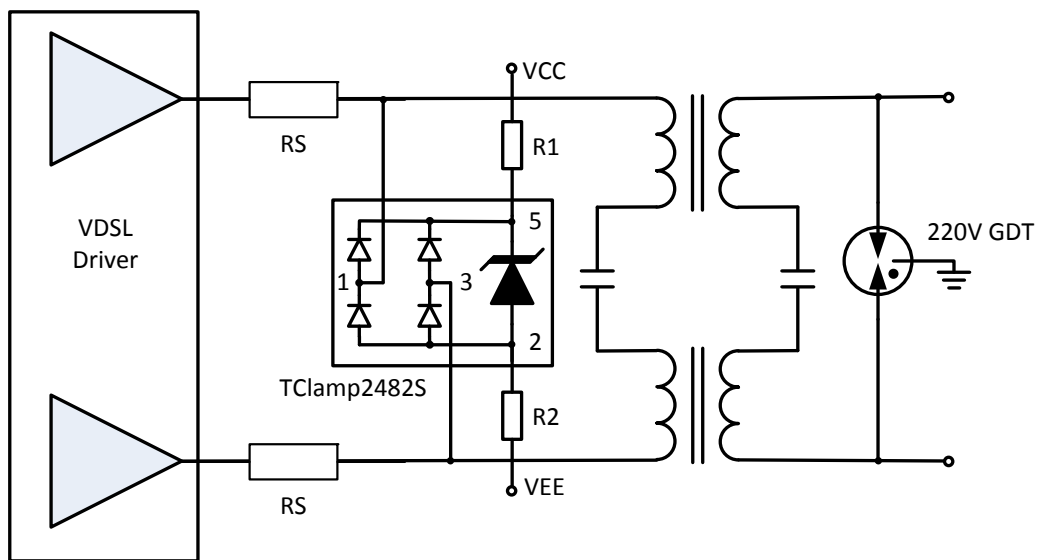 VCC
RS
R1
VDSL
Driver
5
1
3
220V GDT
2
TClamp2482S
R2
RS
VEE